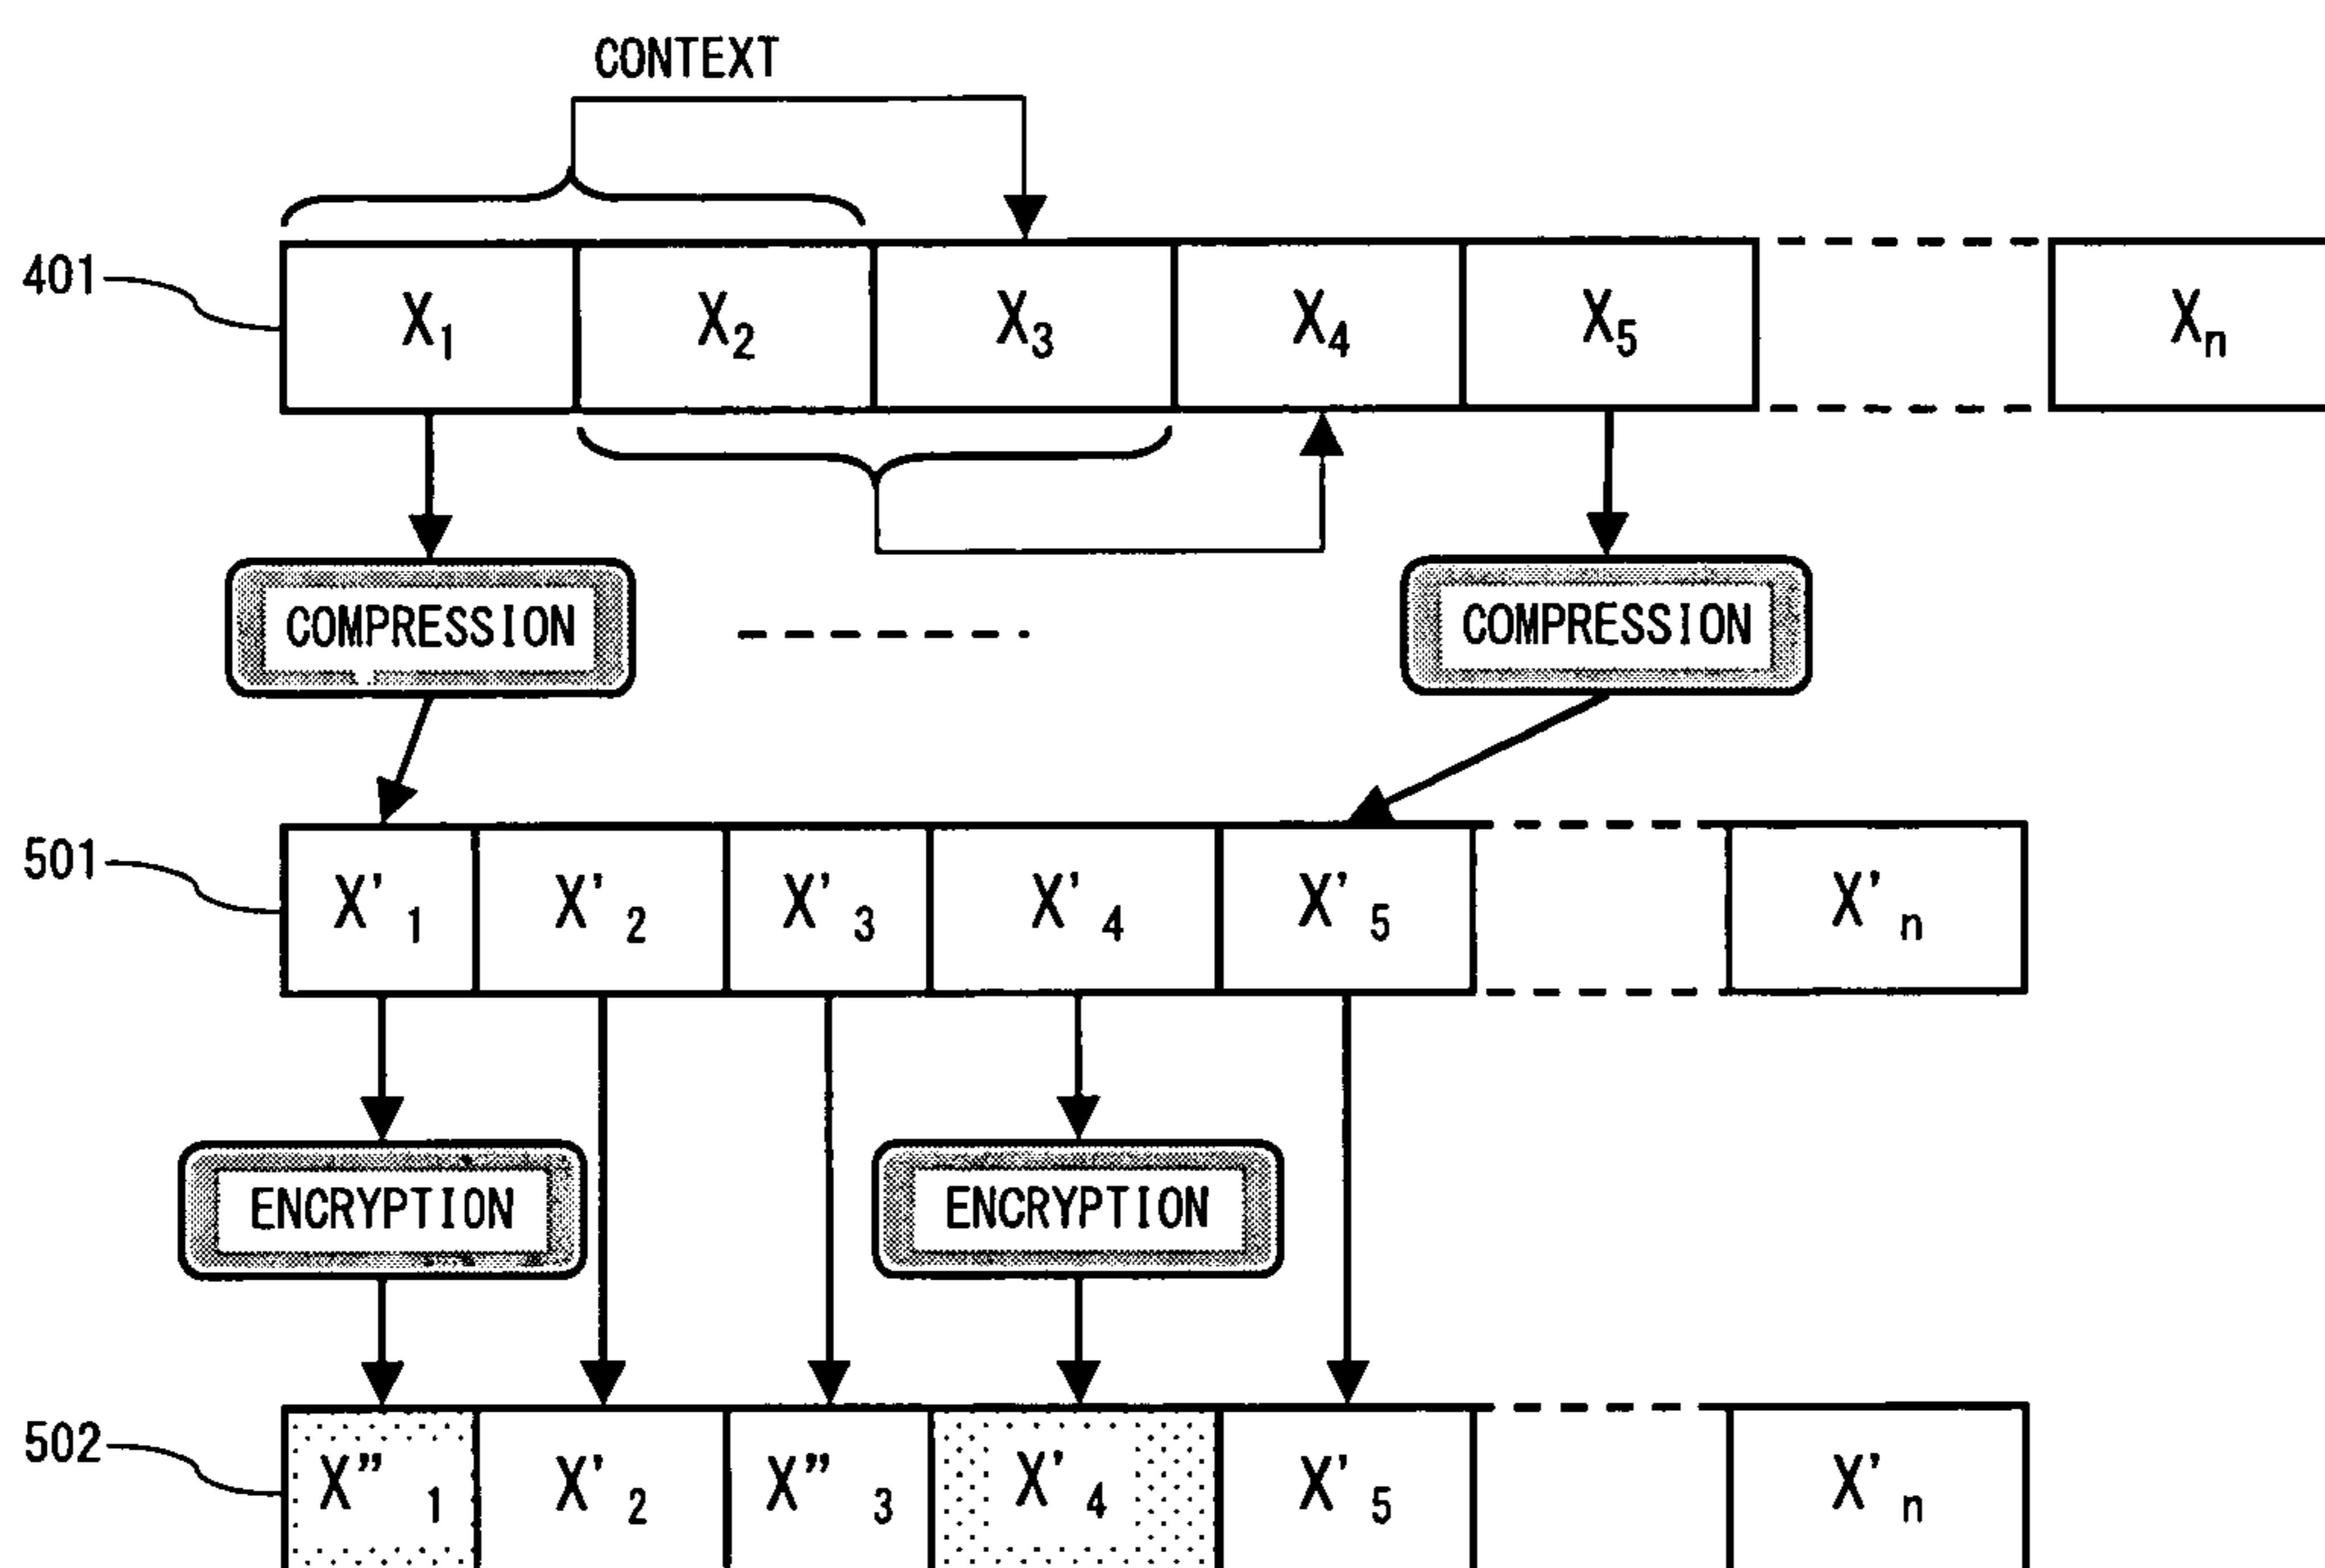 CONTEXT
401 X1 X2 X3 X4 X5 Xn
COMPRESSION COMPRESSION
501 X'1 X'2 X'3 X'4 X'5 X'n
ENCRYPTION ENCRYPTION
502 X"1 X'2 X"3 X'4 X'5 X'n